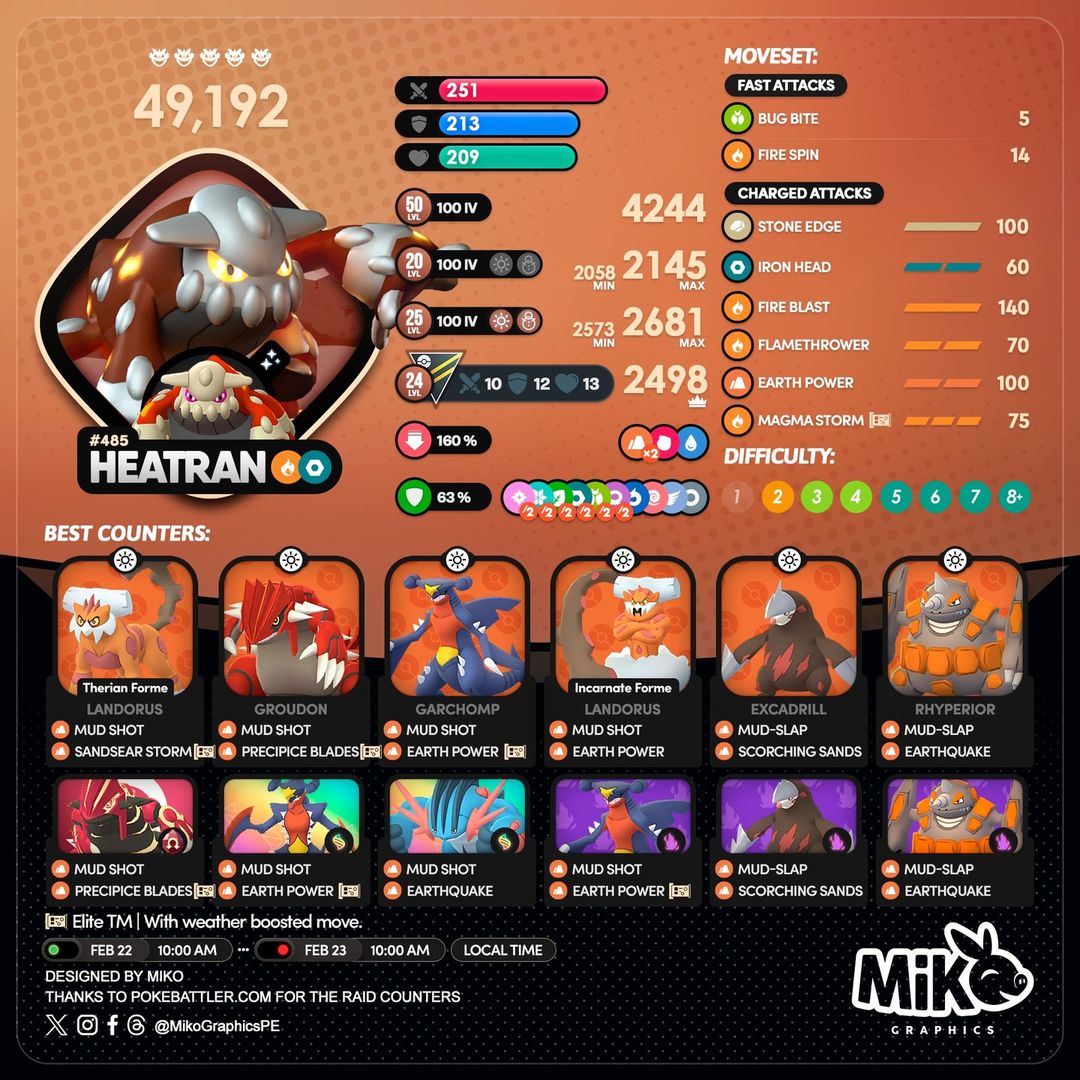 49,192
251
213
209
50 LVL 100 IV 4244
20 LVL 100 IV 2058 MIN 2145 MAX
25 LVL 100 IV 2573 MIN 2681 MAX
24 LVL 10 12 13 2498
160 % ×2
63 % /2 /2 /2 /2 /2 /2
#485
HEATRAN
MOVESET:
FAST ATTACKS
BUG BITE 5
FIRE SPIN 14
CHARGED ATTACKS
STONE EDGE 100
IRON HEAD 60
FIRE BLAST 140
FLAMETHROWER 70
EARTH POWER 100
MAGMA STORM 75
DIFFICULTY:
1 2 3 4 5 6 7 8+
BEST COUNTERS:
Therian Forme
LANDORUS
MUD SHOT
SANDSEAR STORM
GROUDON
MUD SHOT
PRECIPICE BLADES
GARCHOMP
MUD SHOT
EARTH POWER
Incarnate Forme
LANDORUS
MUD SHOT
EARTH POWER
EXCADRILL
MUD-SLAP
SCORCHING SANDS
RHYPERIOR
MUD-SLAP
EARTHQUAKE
MUD SHOT
PRECIPICE BLADES
MUD SHOT
EARTH POWER
MUD SHOT
EARTHQUAKE
MUD SHOT
EARTH POWER
MUD-SLAP
SCORCHING SANDS
MUD-SLAP
EARTHQUAKE
Elite TM | With weather boosted move.
FEB 22 10:00 AM ··· FEB 23 10:00 AM LOCAL TIME
DESIGNED BY MIKO
THANKS TO POKEBATTLER.COM FOR THE RAID COUNTERS
@MikoGraphicsPE
MiKO
GRAPHICS